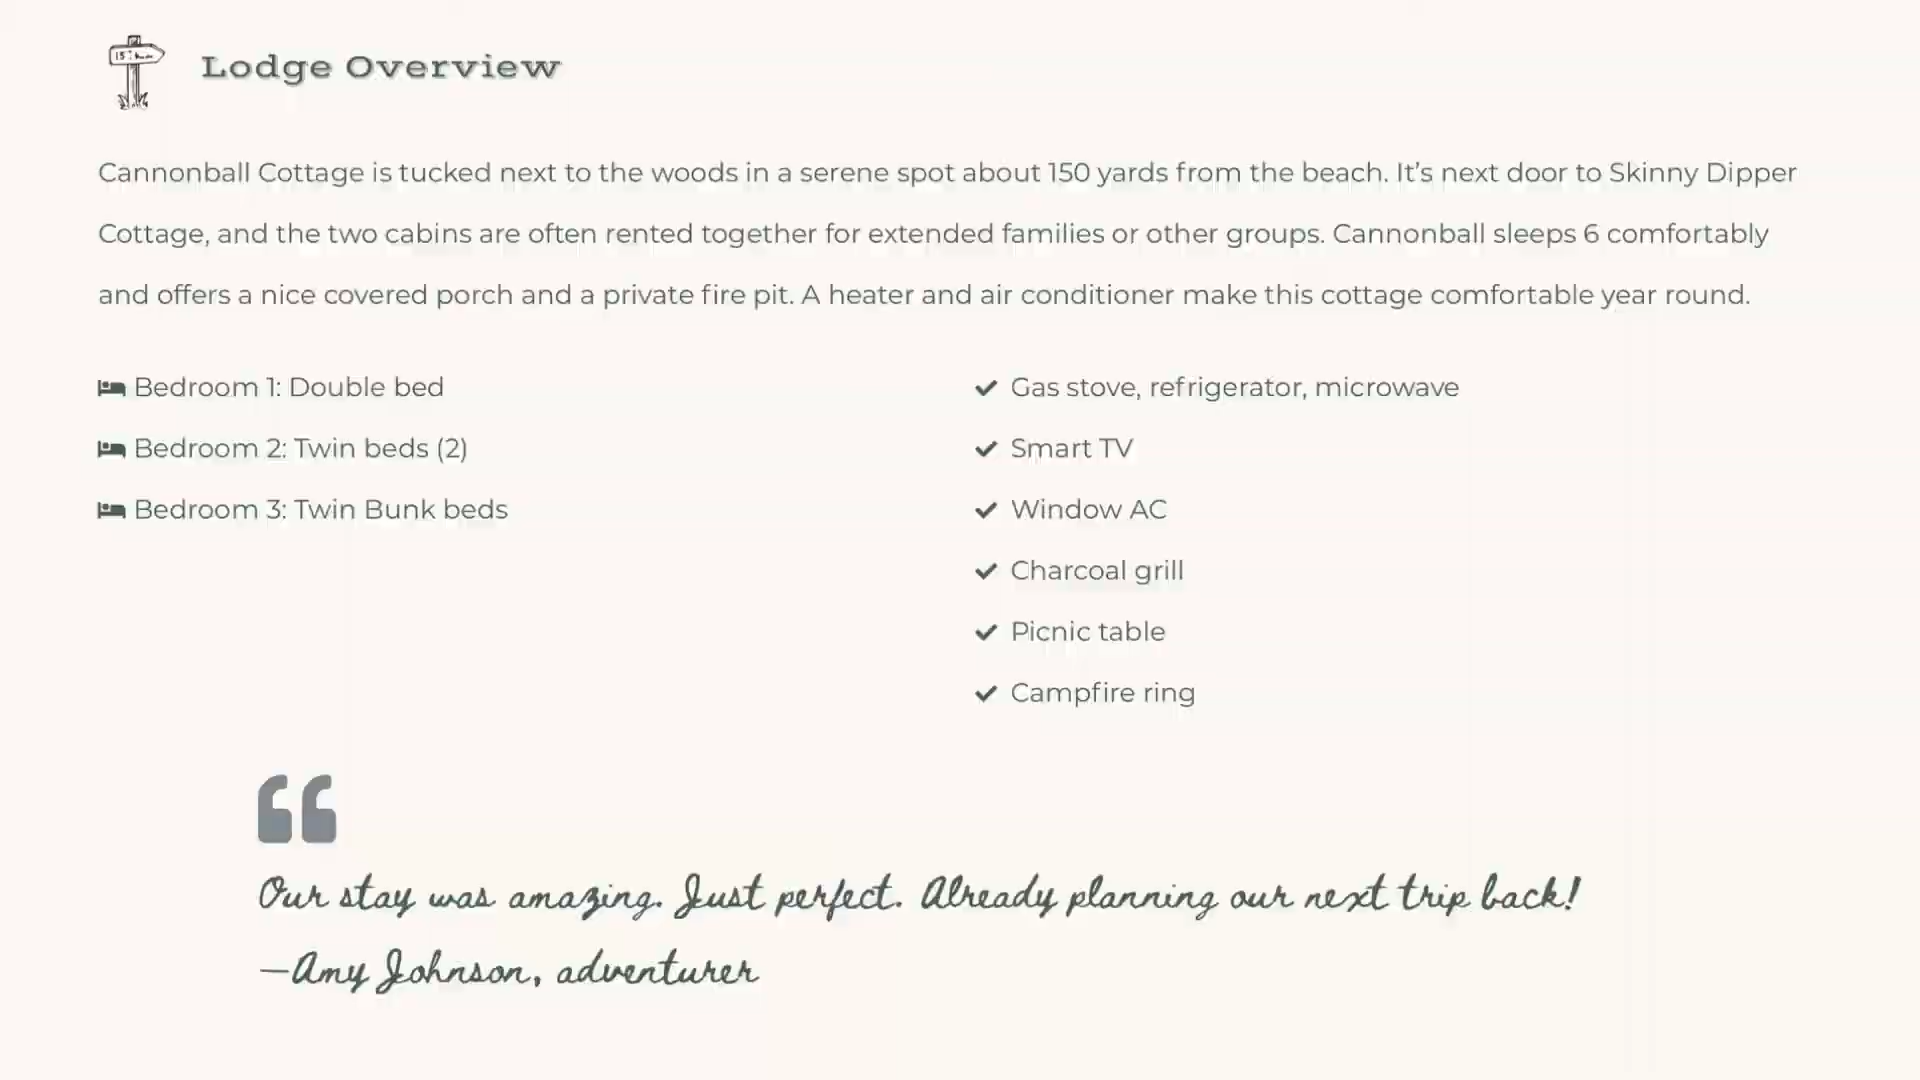 Lodge Overview
Cannonball Cottage is tucked next to the woods in a serene spot about 150 yards from the beach. It’s next door to Skinny Dipper
Cottage, and the two cabins are often rented together for extended families or other groups. Cannonball sleeps 6 comfortably
and offers a nice covered porch and a private fire pit. A heater and air conditioner make this cottage comfortable year round.
Bedroom 1: Double bed
Bedroom 2: Twin beds (2)
Bedroom 3: Twin Bunk beds
Gas stove, refrigerator, microwave
Smart TV
Window AC
Charcoal grill
Picnic table
Campfire ring
“
Our stay was amazing. Just perfect. Already planning our next trip back!
—Amy Johnson, adventurer